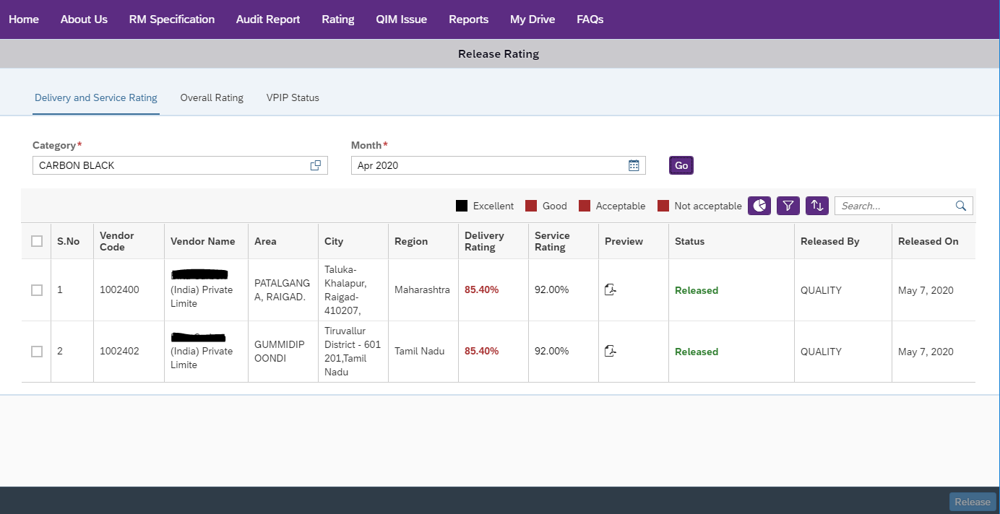 Home About Us RM Specification Audit Report Rating QIM Issue Reports My Drive FAQs
Release Rating
Delivery and Service Rating Overall Rating VPIP Status
Category* Month*
CARBON BLACK Apr 2020 Go
Excellent Good Acceptable Not acceptable Search...
S.No Vendor Code Vendor Name Area City Region Delivery Rating Service Rating Preview Status Released By Released On
1 1002400 (India) Private Limite PATALGANGA, RAIGAD. Taluka-Khalapur, Raigad-410207, Maharashtra 85.40% 92.00% Released QUALITY May 7, 2020
2 1002402 (India) Private Limite GUMMIDIPOONDI Tiruvallur District - 601 201,Tamil Nadu Tamil Nadu 85.40% 92.00% Released QUALITY May 7, 2020
Release